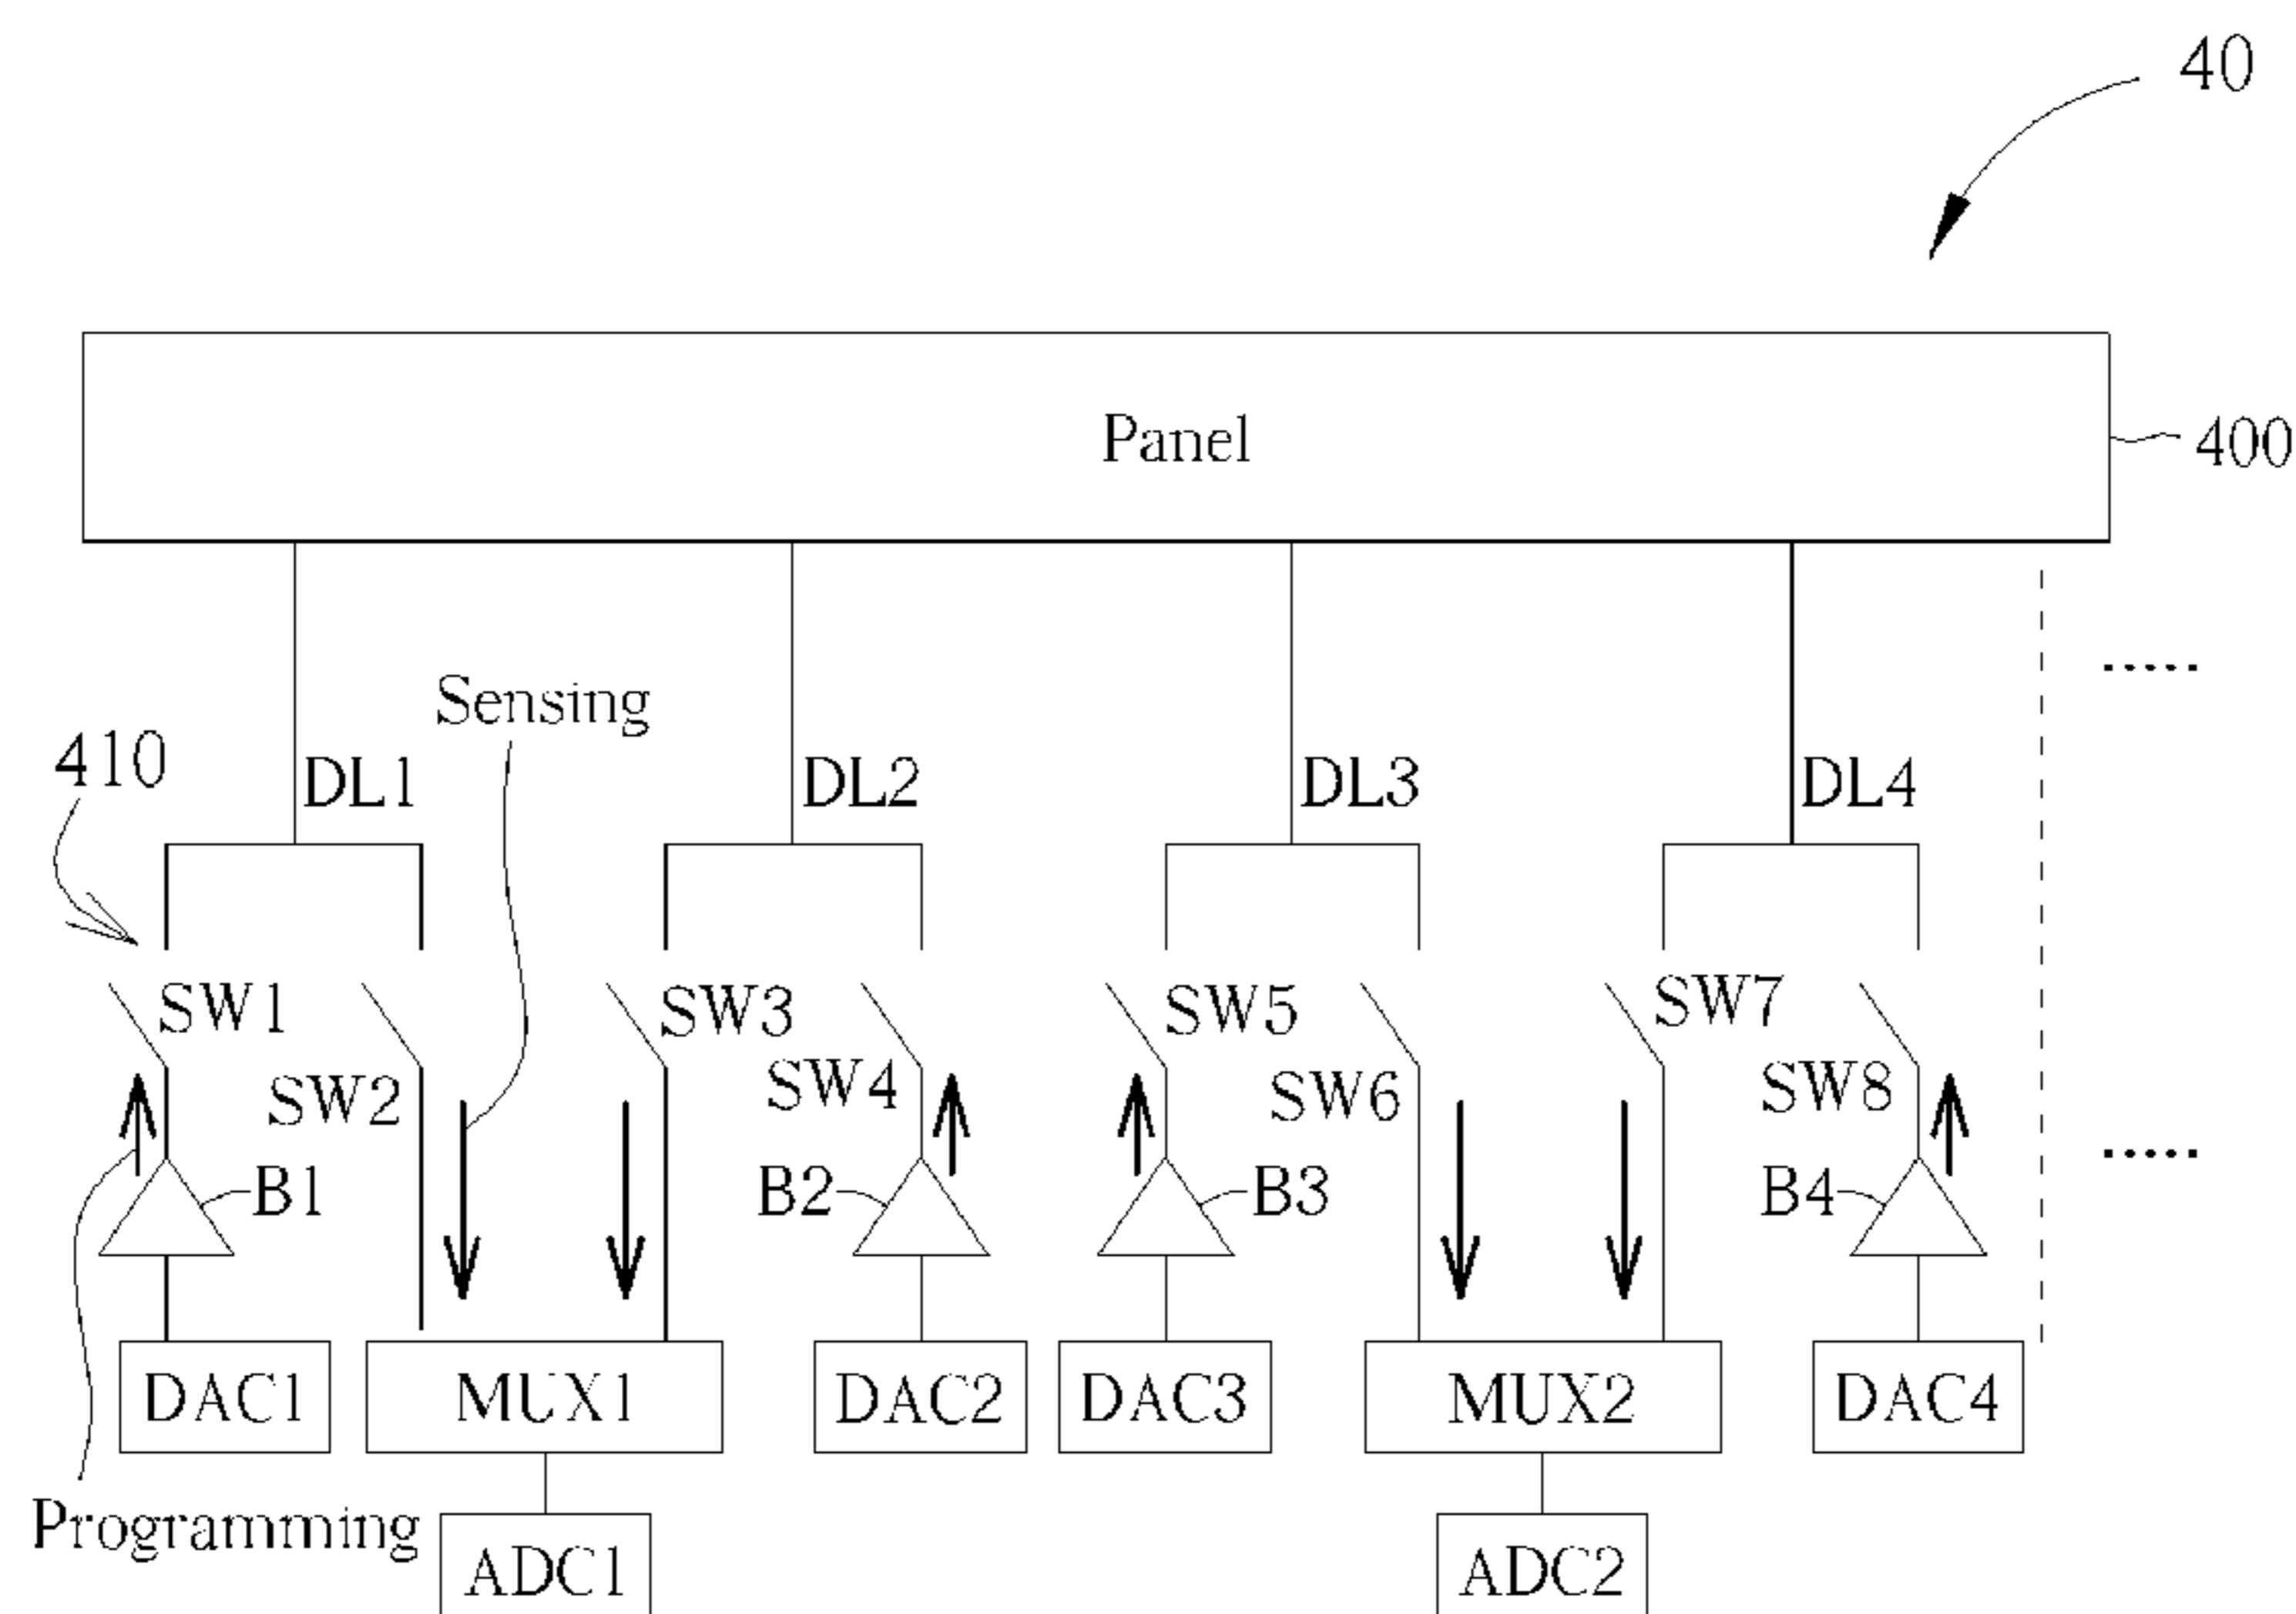 40
Panel
400
Sensing
410
DL1
DL2
DL3
DL4
.....
SW1
SW3
SW5
SW7
SW2
SW4
SW6
SW8
B1
B2
B3
B4
.....
DAC1
MUX1
DAC2
DAC3
MUX2
DAC4
Programming
ADC1
ADC2